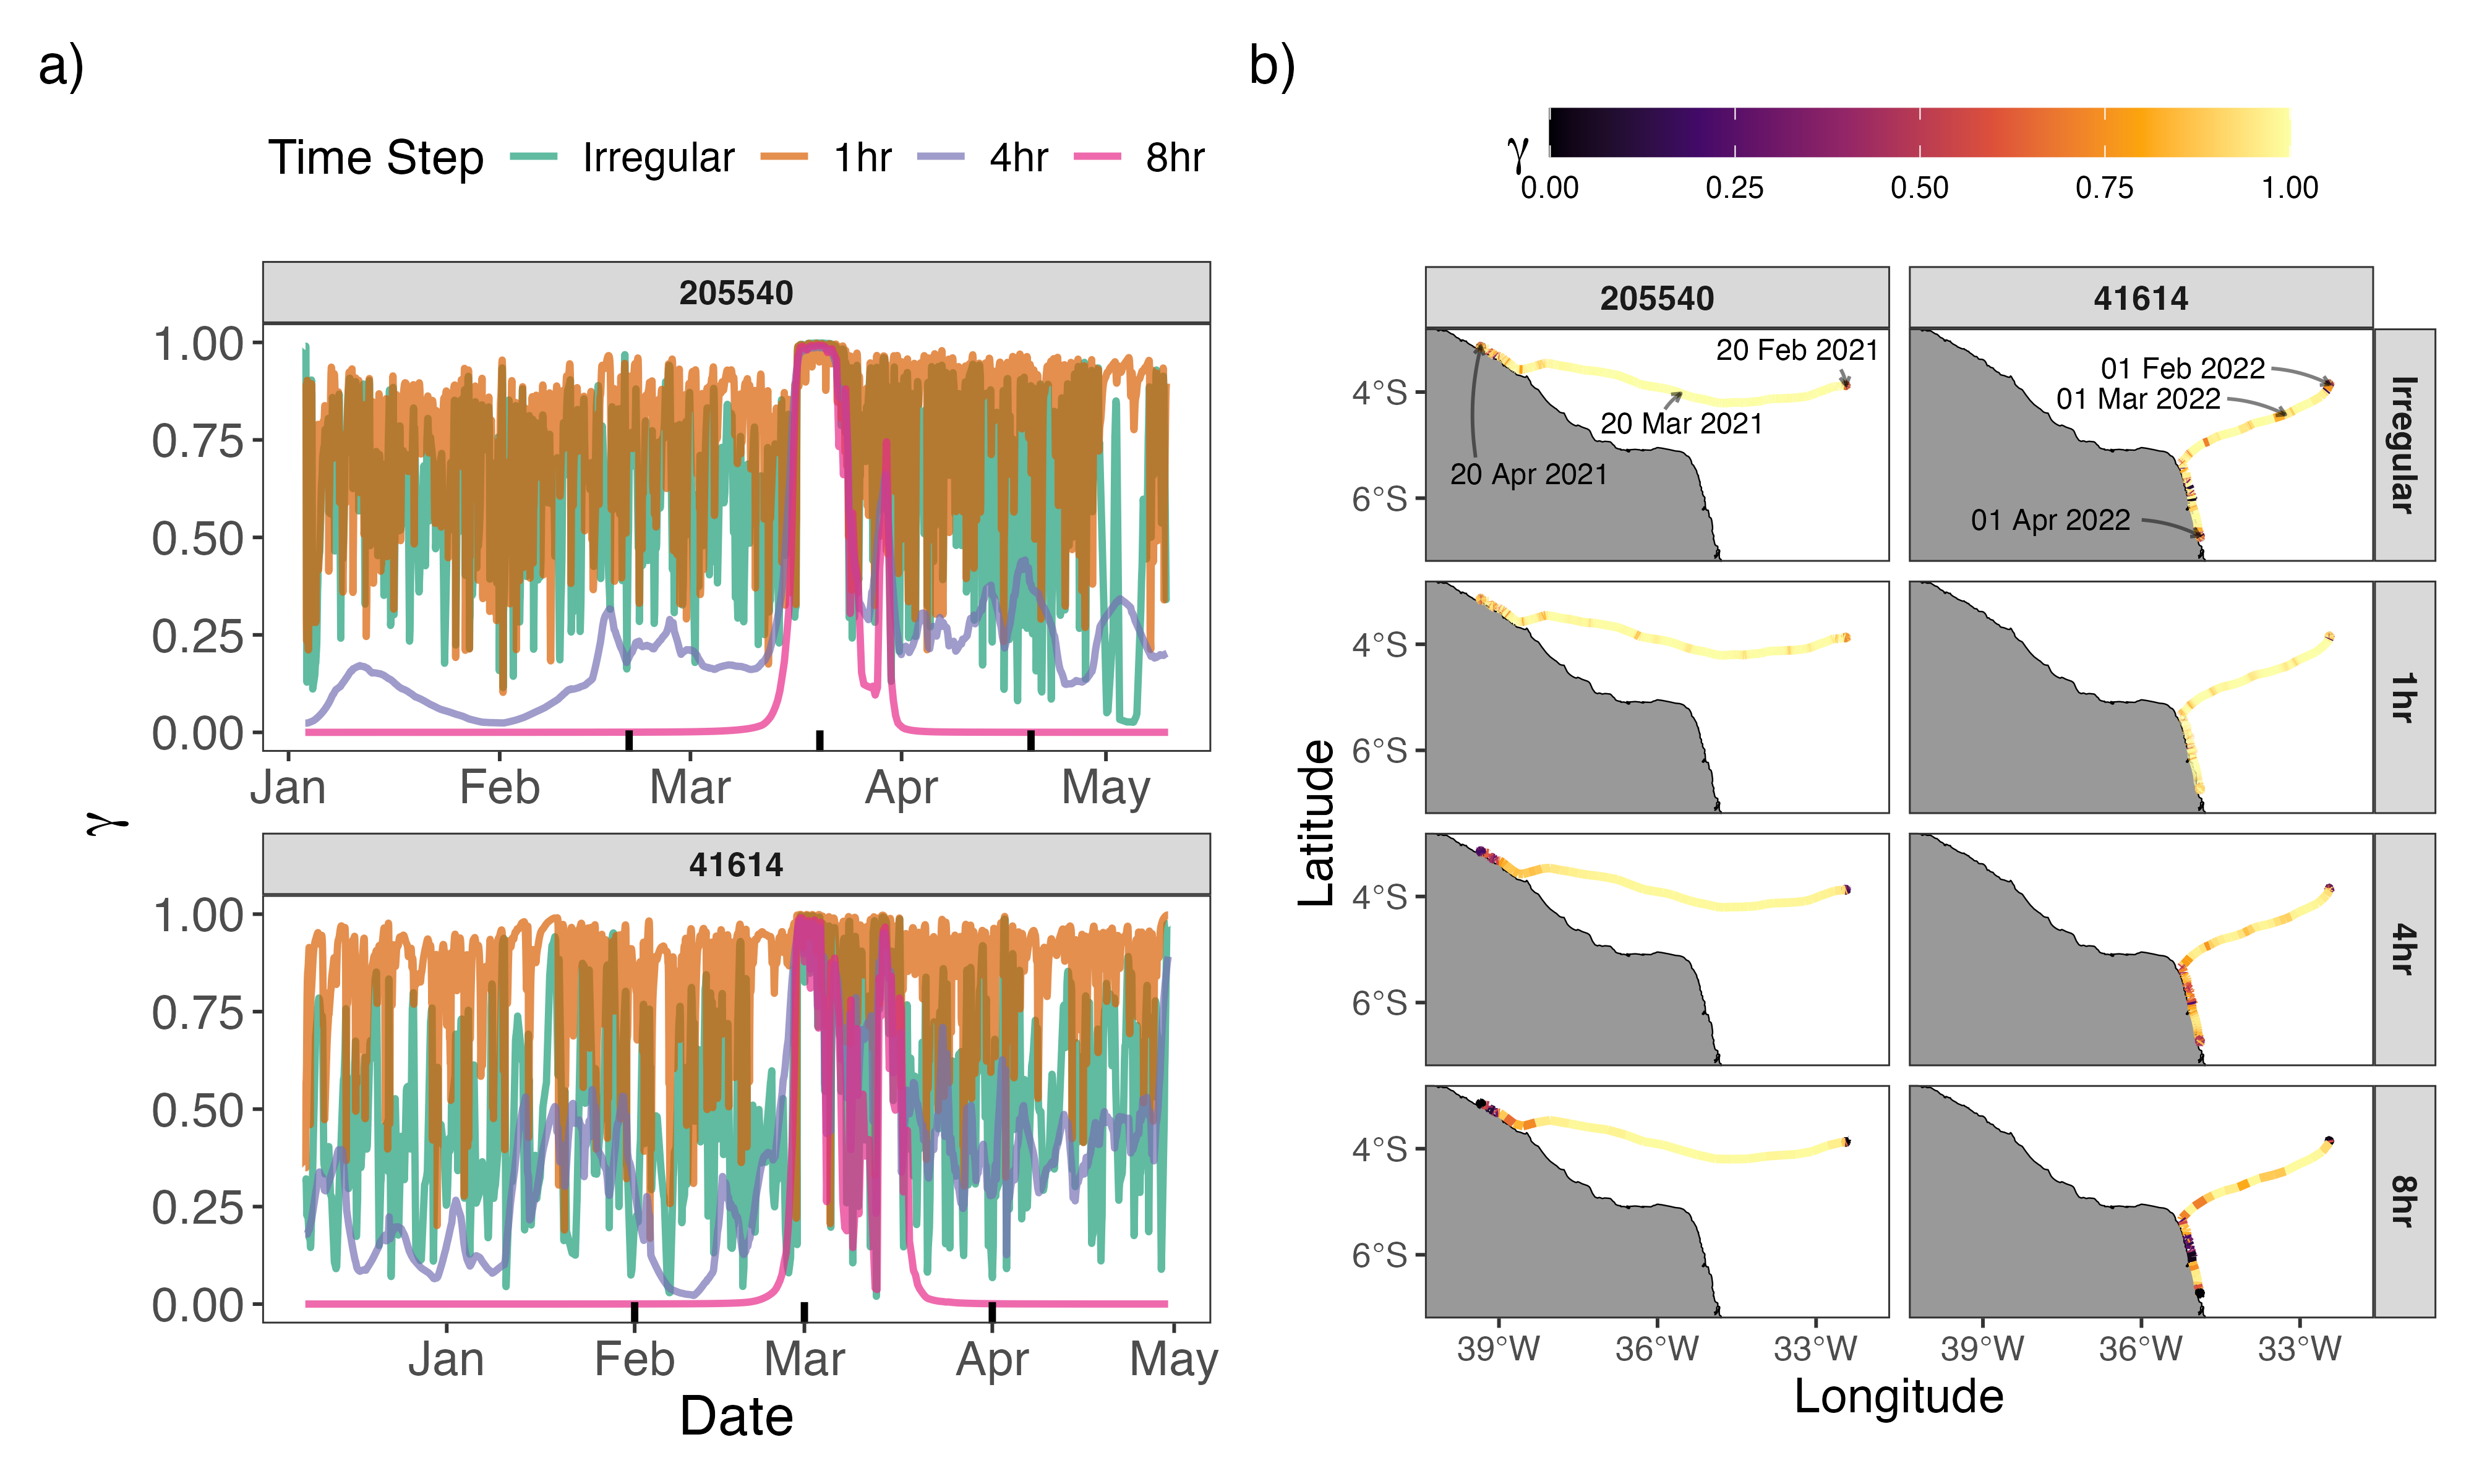 a)
Time Step Irregular 1hr 4hr 8hr
205540
1.00
0.75
0.50
0.25
0.00
Jan Feb Mar Apr May
γ
41614
1.00
0.75
0.50
0.25
0.00
Jan Feb Mar Apr May
Date
b)
γ
0.00 0.25 0.50 0.75 1.00
205540 41614
20 Feb 2021
20 Mar 2021
20 Apr 2021
01 Feb 2022
01 Mar 2022
01 Apr 2022
4°S
6°S
Irregular
4°S
6°S
1hr
Latitude
4°S
6°S
4hr
4°S
6°S
8hr
39°W 36°W 33°W 39°W 36°W 33°W
Longitude